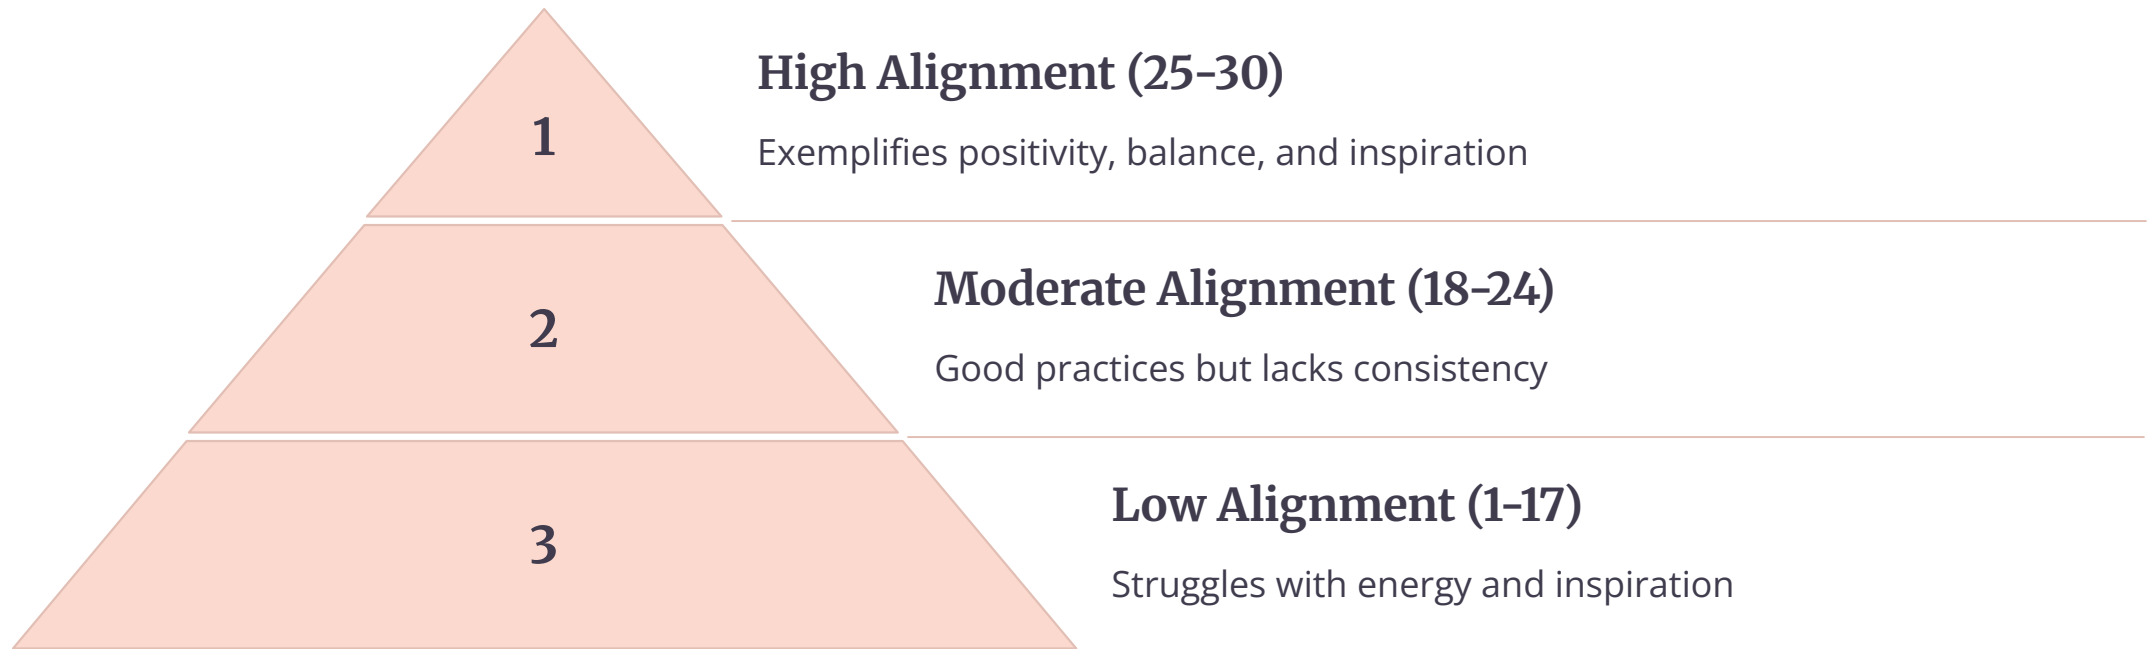 1
High Alignment (25-30)
Exemplifies positivity, balance, and inspiration
2
Moderate Alignment (18-24)
Good practices but lacks consistency
3
Low Alignment (1-17)
Struggles with energy and inspiration